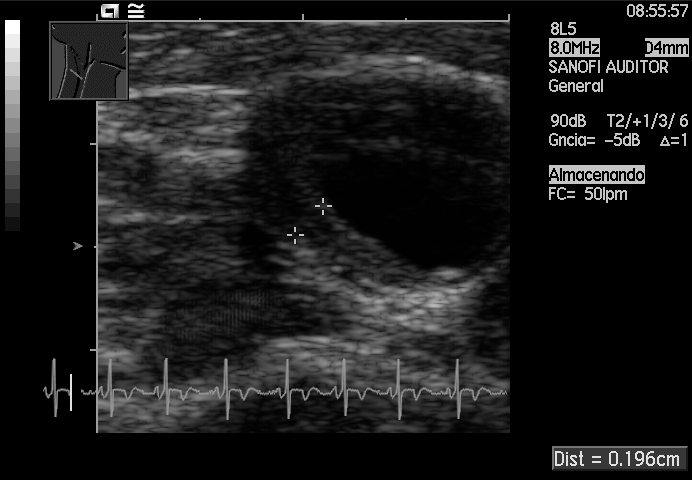 08:55:57
8L5
8.0MHz D4mm
SANOFI AUDITOR
General
90dB T2/+1/3/ 6
Gncia= -5dB Δ=1
Almacenando
FC= 50lpm
Dist = 0.196cm